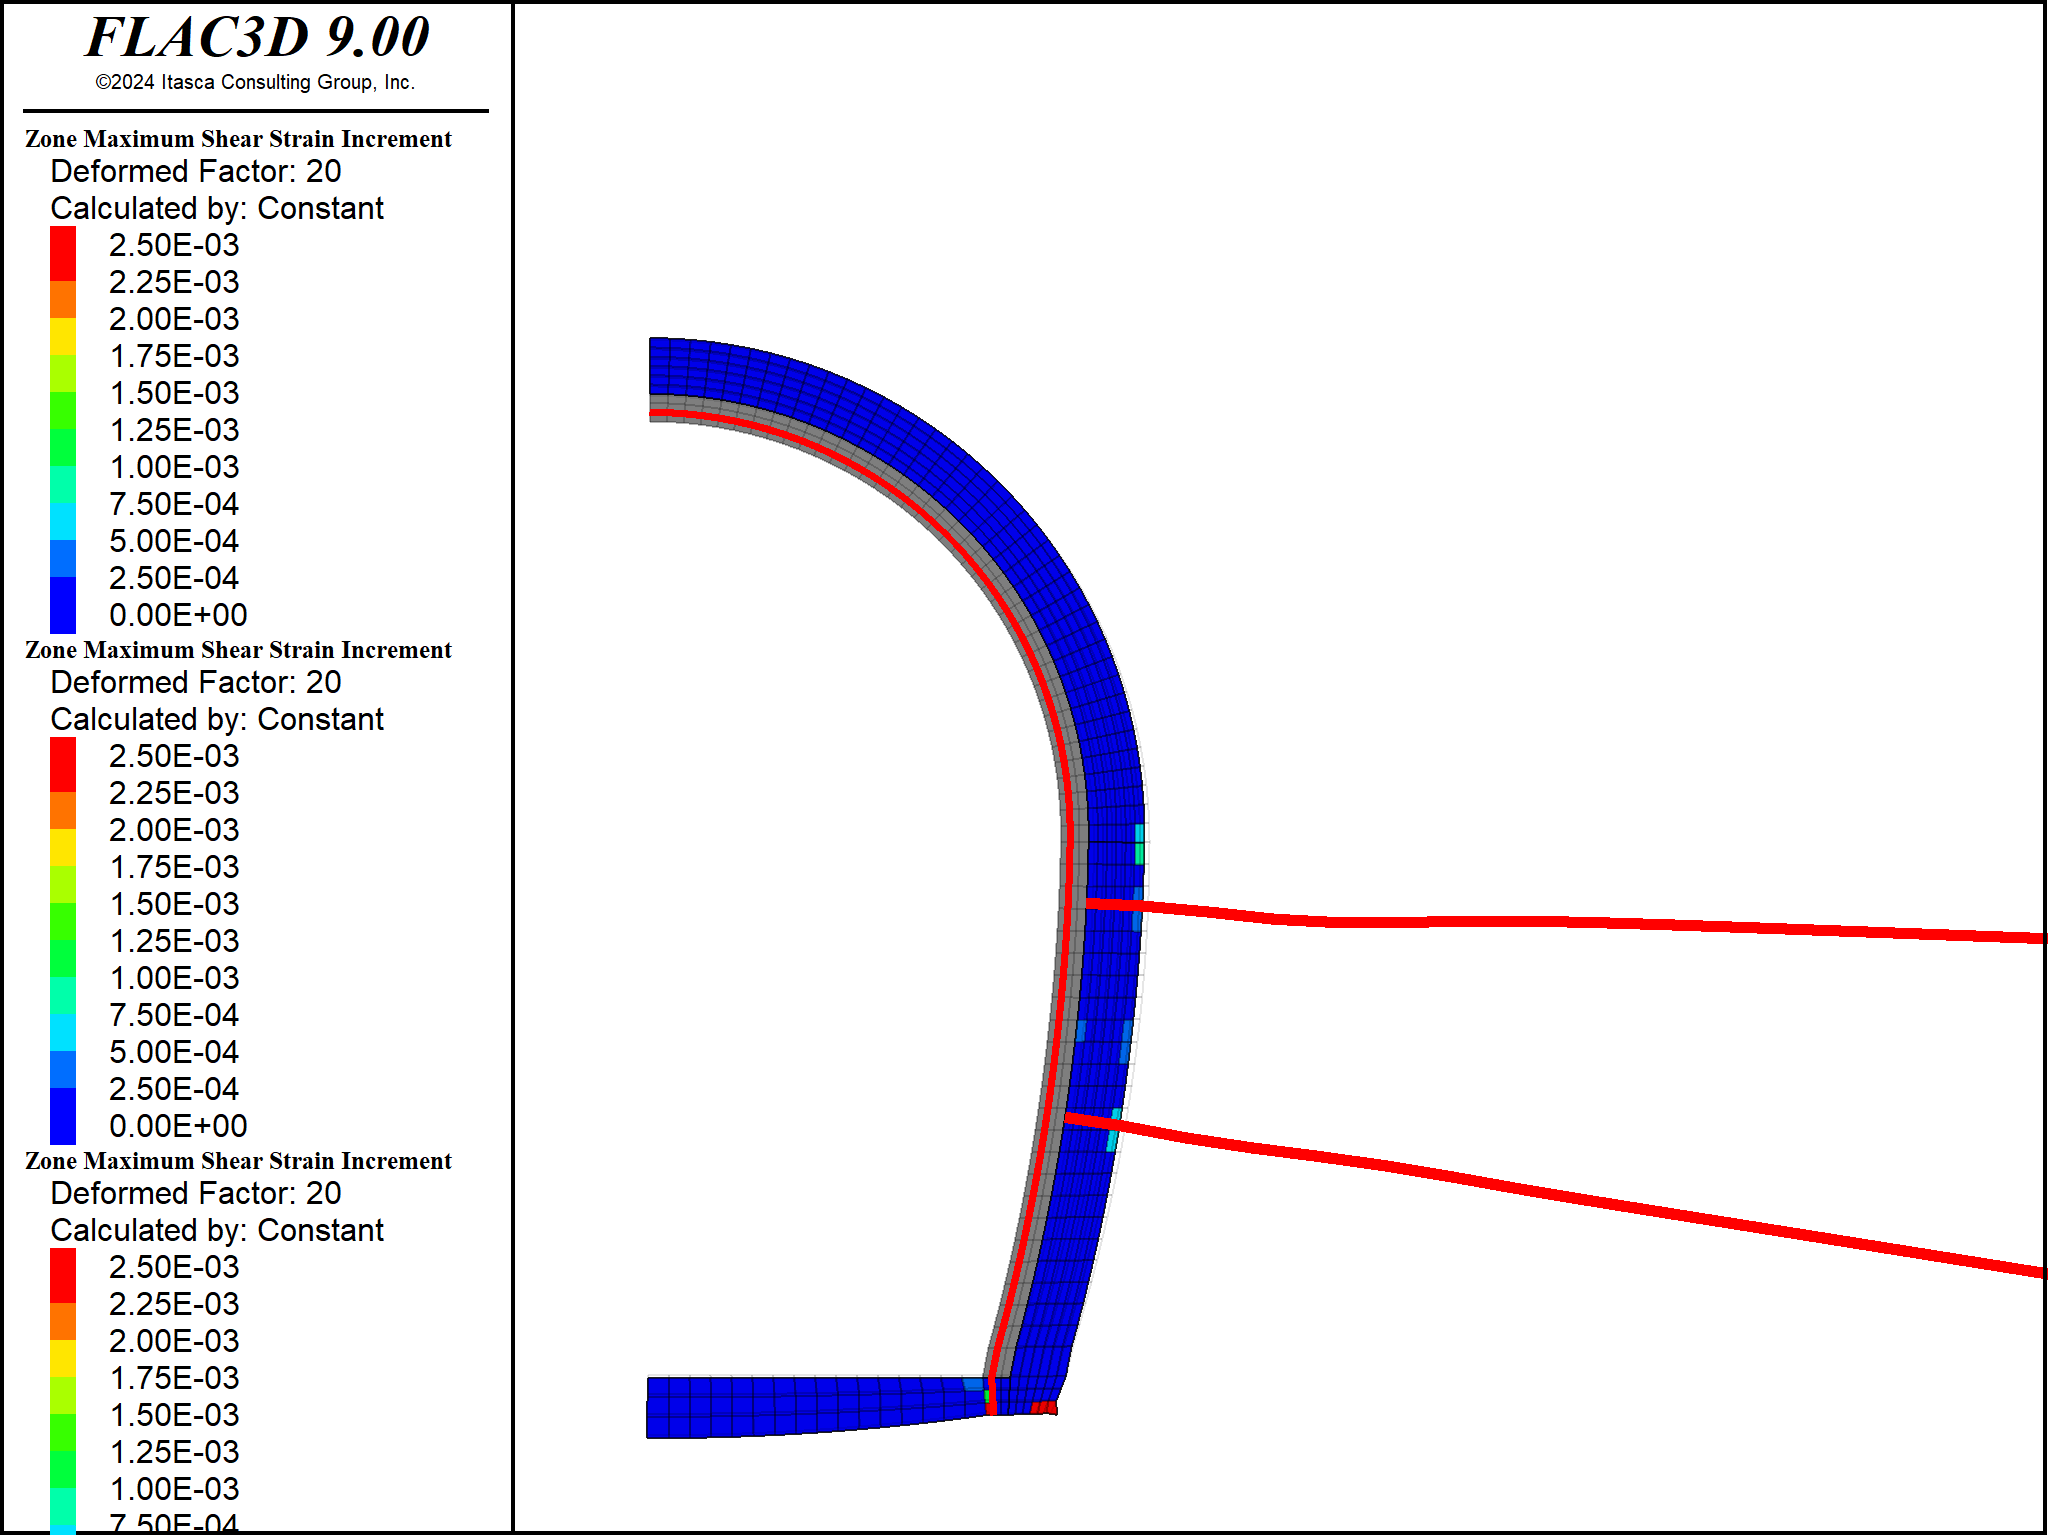 FLAC3D 9.00
©2024 Itasca Consulting Group, Inc.
Zone Maximum Shear Strain Increment
Deformed Factor: 20
Calculated by: Constant
2.50E-03
2.25E-03
2.00E-03
1.75E-03
1.50E-03
1.25E-03
1.00E-03
7.50E-04
5.00E-04
2.50E-04
0.00E+00
Zone Maximum Shear Strain Increment
Deformed Factor: 20
Calculated by: Constant
2.50E-03
2.25E-03
2.00E-03
1.75E-03
1.50E-03
1.25E-03
1.00E-03
7.50E-04
5.00E-04
2.50E-04
0.00E+00
Zone Maximum Shear Strain Increment
Deformed Factor: 20
Calculated by: Constant
2.50E-03
2.25E-03
2.00E-03
1.75E-03
1.50E-03
1.25E-03
1.00E-03
7.50E-04